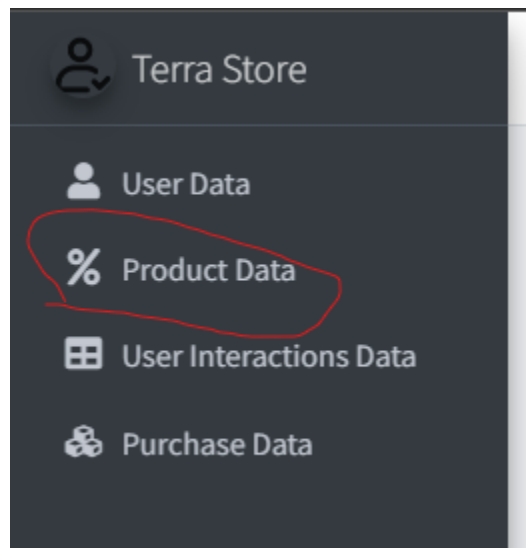 Terra Store
User Data
Product Data
User Interactions Data
Purchase Data